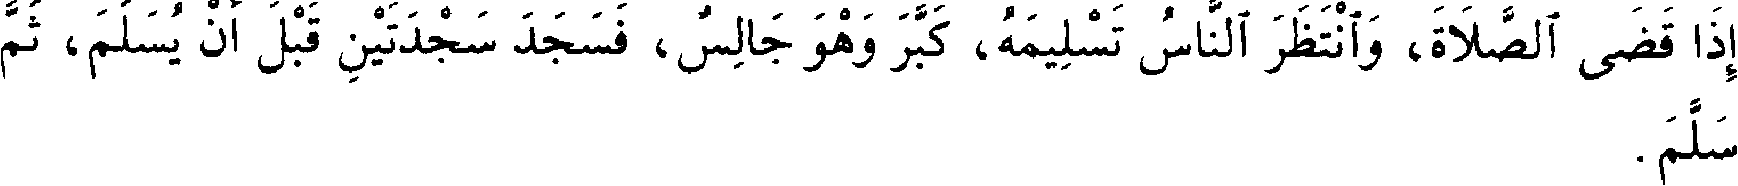 إِذَا قَضَى ٱلصَّلَاةَ، وَٱنْتَظَرَ ٱلنَّاسُ تَسْلِيمَهُ، كَبَّرَ وَهْوَ جَالِسٌ، فَسَجَدَ سَجْدَتَيْنِ قَبْلَ أَنْ يُسَلِّمَ، ثُمَّ
سَلَّمَ.